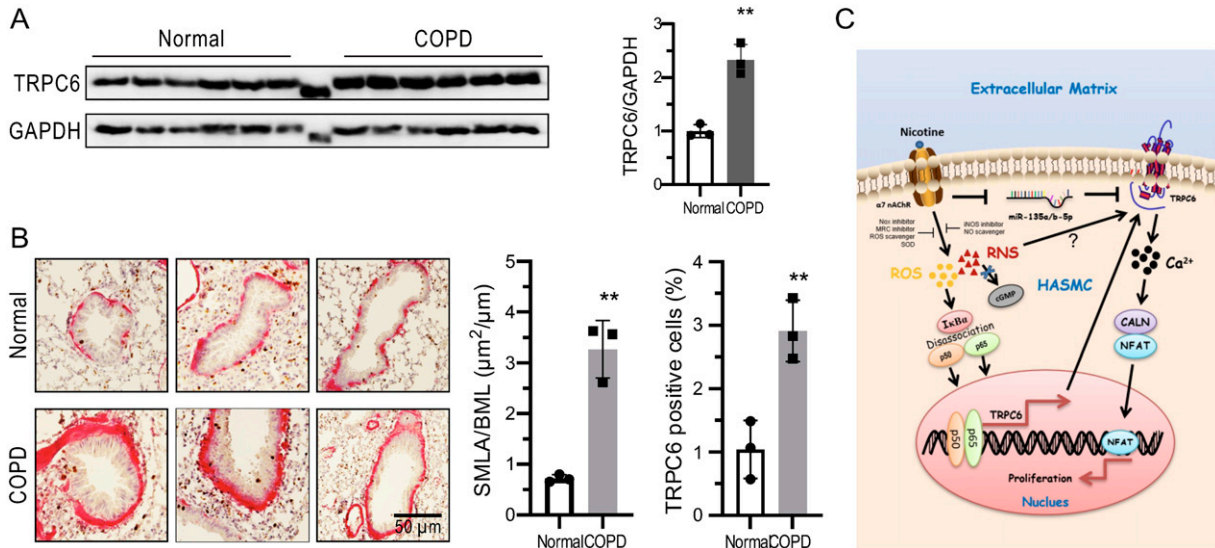 A
Normal
COPD
TRPC6
GAPDH
TRPC6/GAPDH
3
2
1
0
**
Normal COPD
B
Normal
COPD
50 μm
SMLA/BML (μm²/μm)
5
4
3
2
1
0
**
Normal COPD
TRPC6 positive cells (%)
6
4
2
0
**
Normal COPD
C
Extracellular Matrix
Nicotine
α7 nAChR
miR-135a/b-5p
TRPC6
Nox inhibitor
MRC inhibitor
ROS scavenger
SOD
iNOS inhibitor
NO scavenger
?
RNS
ROS
Ca²⁺
HASMC
cGMP
IκBα
Disassociation
p50
p65
CALN
NFAT
TRPC6
p50
p65
NFAT
Proliferation
Nuclues